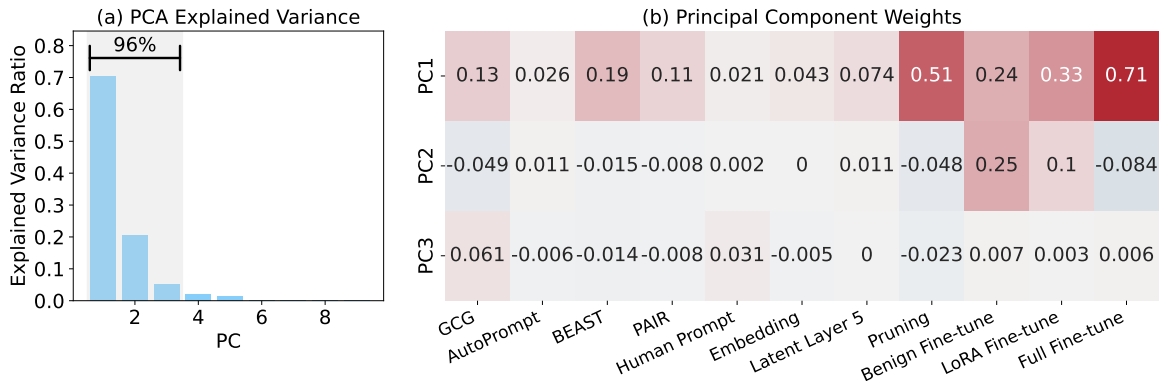 (a) PCA Explained Variance
96%
0.8
0.7
0.6
0.5
0.4
0.3
0.2
0.1
0.0
Explained Variance Ratio
2 4 6 8
PC
(b) Principal Component Weights
PC1 0.13 0.026 0.19 0.11 0.021 0.043 0.074 0.51 0.24 0.33 0.71
PC2 -0.049 0.011 -0.015 -0.008 0.002 0 0.011 -0.048 0.25 0.1 -0.084
PC3 0.061 -0.006 -0.014 -0.008 0.031 -0.005 0 -0.023 0.007 0.003 0.006
GCG
AutoPrompt
BEAST
PAIR
Human Prompt
Embedding
Latent Layer 5
Pruning
Benign Fine-tune
LoRA Fine-tune
Full Fine-tune